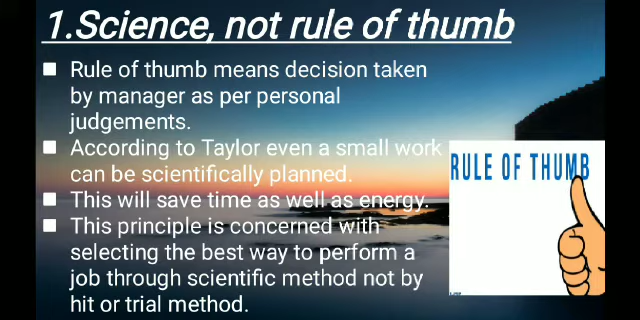 1.Science, not rule of thumb
■ Rule of thumb means decision taken
by manager as per personal
judgements.
■ According to Taylor even a small work
can be scientifically planned.
■ This will save time as well as energy.
■ This principle is concerned with
selecting the best way to perform a
job through scientific method not by
hit or trial method.
RULE OF THUMB